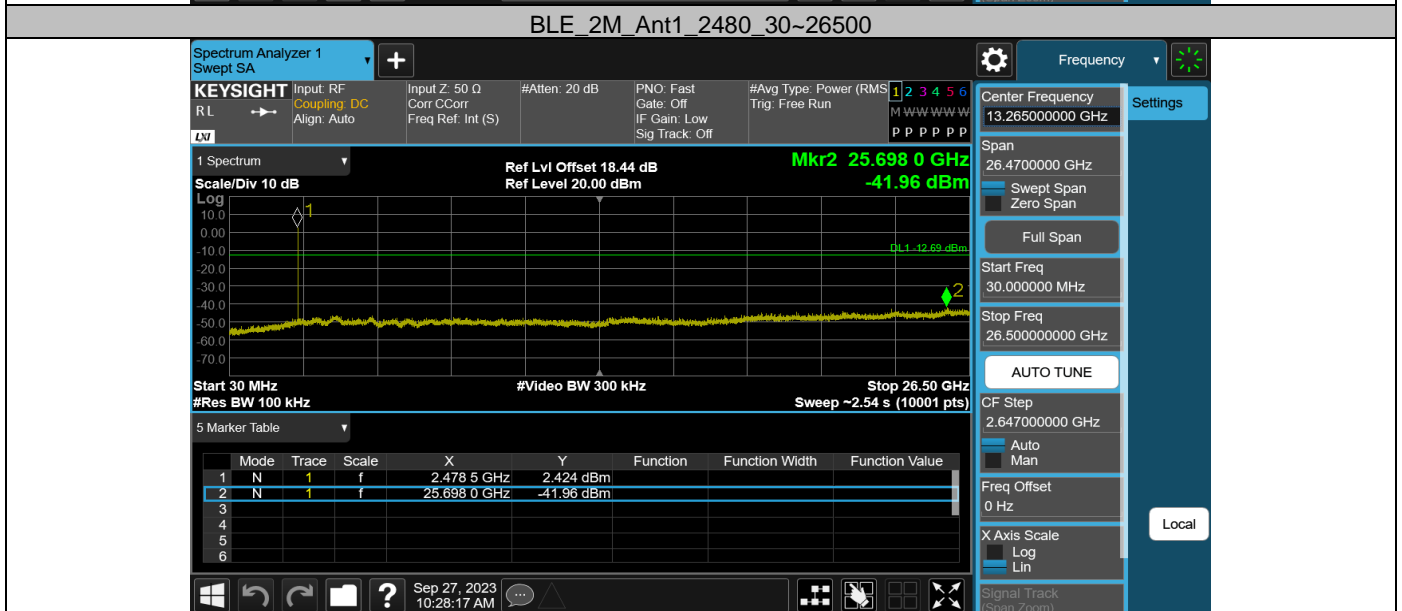 (Span Zoom)
BLE_2M_Ant1_2480_30~26500
Spectrum Analyzer 1
Swept SA
+
Frequency
KEYSIGHT
RL
LXI
Input: RF
Coupling: DC
Align: Auto
Input Z: 50 Ω
Corr CCorr
Freq Ref: Int (S)
#Atten: 20 dB
PNO: Fast
Gate: Off
IF Gain: Low
Sig Track: Off
#Avg Type: Power (RMS
Trig: Free Run
1 2 3 4 5 6
M W W W W W
P P P P P P
1 Spectrum
Scale/Div 10 dB
Ref Lvl Offset 18.44 dB
Ref Level 20.00 dBm
Mkr2 25.698 0 GHz
-41.96 dBm
Log
10.0
0.00
-10.0
-20.0
-30.0
-40.0
-50.0
-60.0
-70.0
1
DL1 -12.69 dBm
2
Start 30 MHz
#Video BW 300 kHz
Stop 26.50 GHz
#Res BW 100 kHz
Sweep ~2.54 s (10001 pts)
5 Marker Table
Mode Trace Scale X Y Function Function Width Function Value
1 N 1 f 2.478 5 GHz 2.424 dBm
2 N 1 f 25.698 0 GHz -41.96 dBm
3
4
5
6
Sep 27, 2023
10:28:17 AM
?
Center Frequency
13.265000000 GHz
Settings
Span
26.4700000 GHz
Swept Span
Zero Span
Full Span
Start Freq
30.000000 MHz
Stop Freq
26.500000000 GHz
AUTO TUNE
CF Step
2.647000000 GHz
Auto
Man
Freq Offset
0 Hz
Local
X Axis Scale
Log
Lin
Signal Track
(Span Zoom)